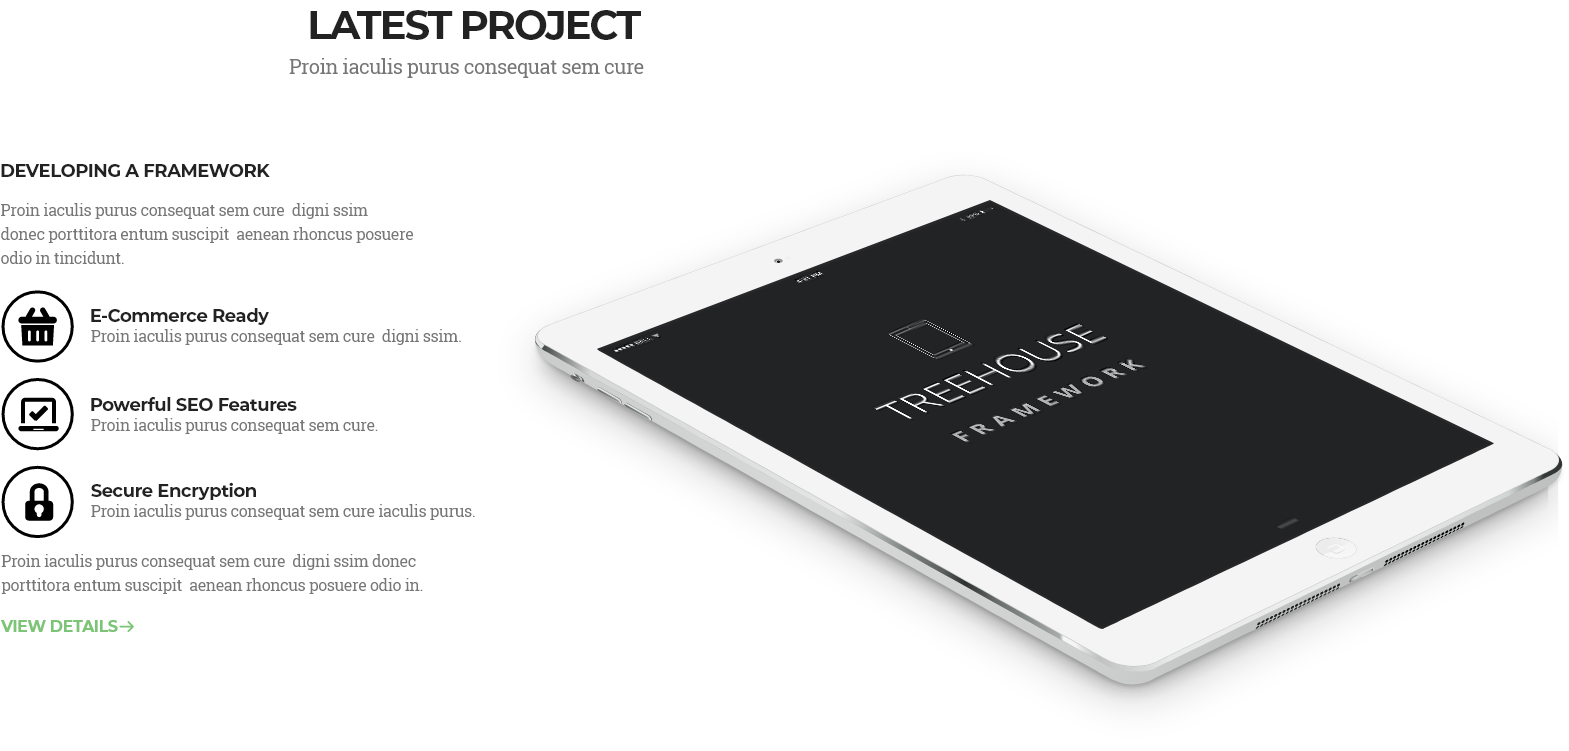 LATEST PROJECT
Proin iaculis purus consequat sem cure
DEVELOPING A FRAMEWORK
Proin iaculis purus consequat sem cure  digni ssim
donec porttitora entum suscipit  aenean rhoncus posuere
odio in tincidunt.
E-Commerce Ready
Proin iaculis purus consequat sem cure  digni ssim.
Powerful SEO Features
Proin iaculis purus consequat sem cure.
Secure Encryption
Proin iaculis purus consequat sem cure iaculis purus.
Proin iaculis purus consequat sem cure  digni ssim donec
porttitora entum suscipit  aenean rhoncus posuere odio in.
VIEW DETAILS→
TREEHOUSE
FRAMEWORK